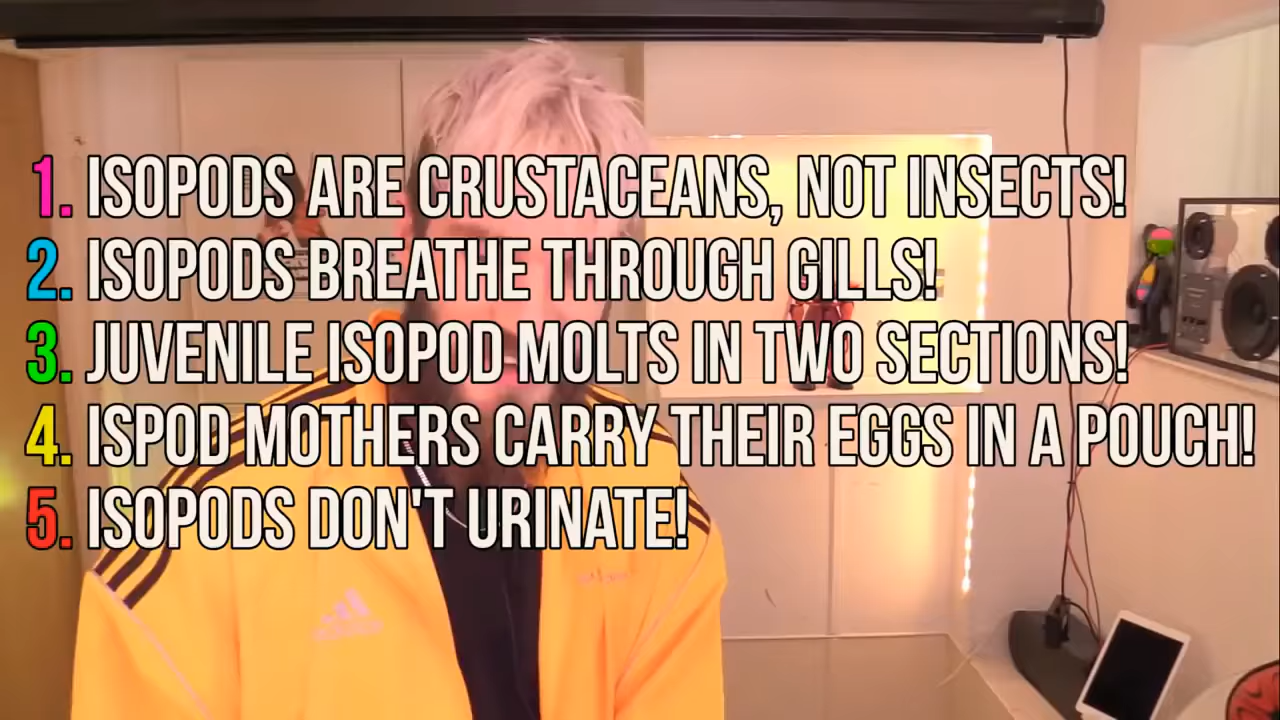 1. ISOPODS ARE CRUSTACEANS, NOT INSECTS!
2. ISOPODS BREATHE THROUGH GILLS!
3. JUVENILE ISOPOD MOLTS IN TWO SECTIONS!
4. ISPOD MOTHERS CARRY THEIR EGGS IN A POUCH!
5. ISOPODS DON'T URINATE!